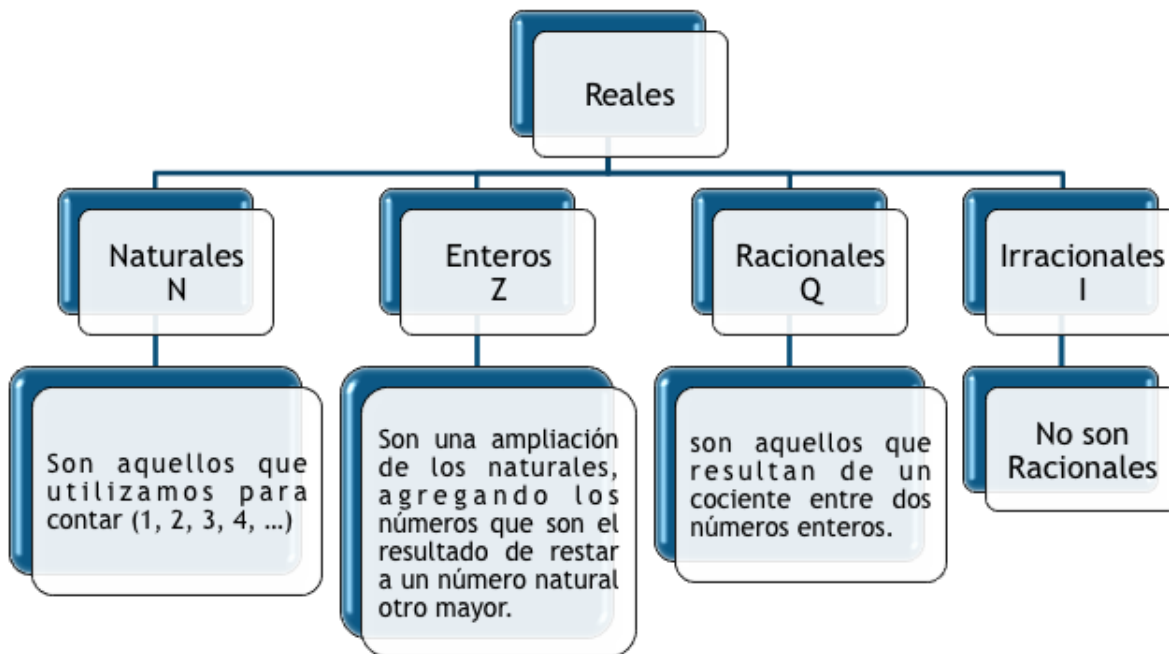 Reales
Naturales
N
Enteros
Z
Racionales
Q
Irracionales
I
Son aquellos que
utilizamos para
contar (1, 2, 3, 4, …)
Son una ampliación
de los naturales,
agregando los
números que son el
resultado de restar
a un número natural
otro mayor.
son aquellos que
resultan de un
cociente entre dos
números enteros.
No son
Racionales